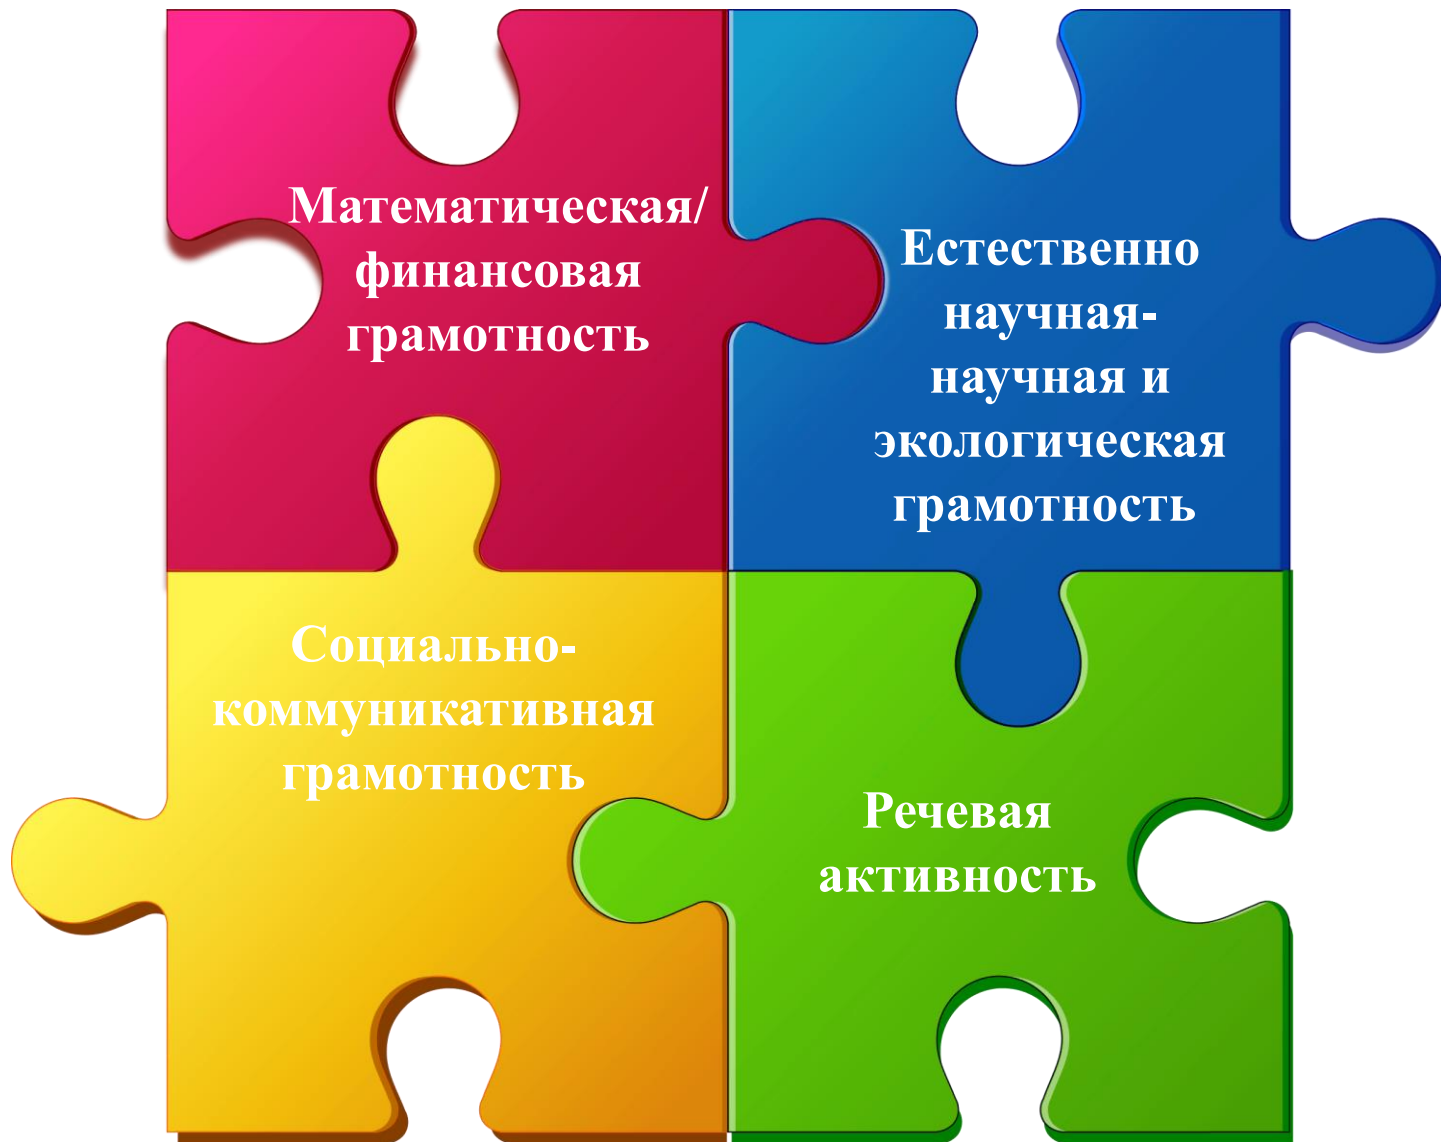 Математическая/
финансовая
грамотность
Естественно
научная-
научная и
экологическая
грамотность
Социально-
коммуникативная
грамотность
Речевая
активность